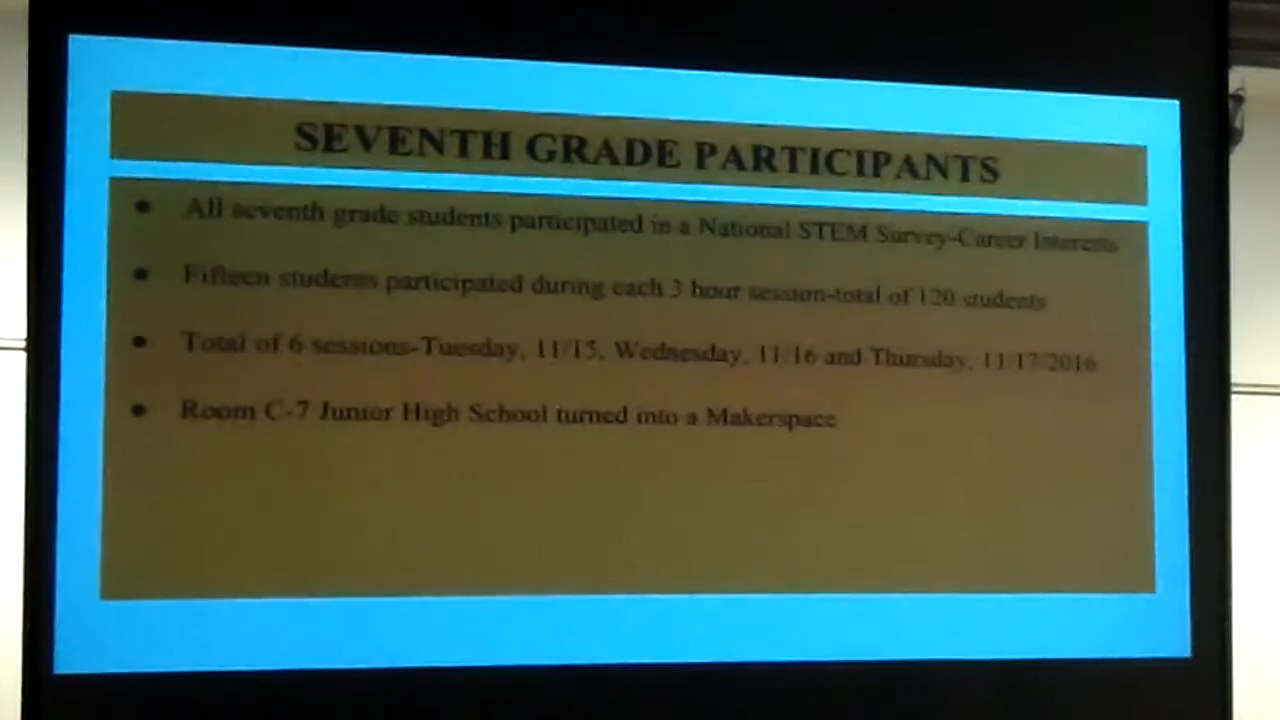 SEVENTH GRADE PARTICIPANTS
• All seventh grade students participated in a National STEM Survey-Career Interests
• Fifteen students participated during each 3 hour session-total of 120 students
• Total of 6 sessions-Tuesday, 11/15, Wednesday, 11/16 and Thursday, 11/17/2016
• Room C-7 Junior High School turned into a Makerspace